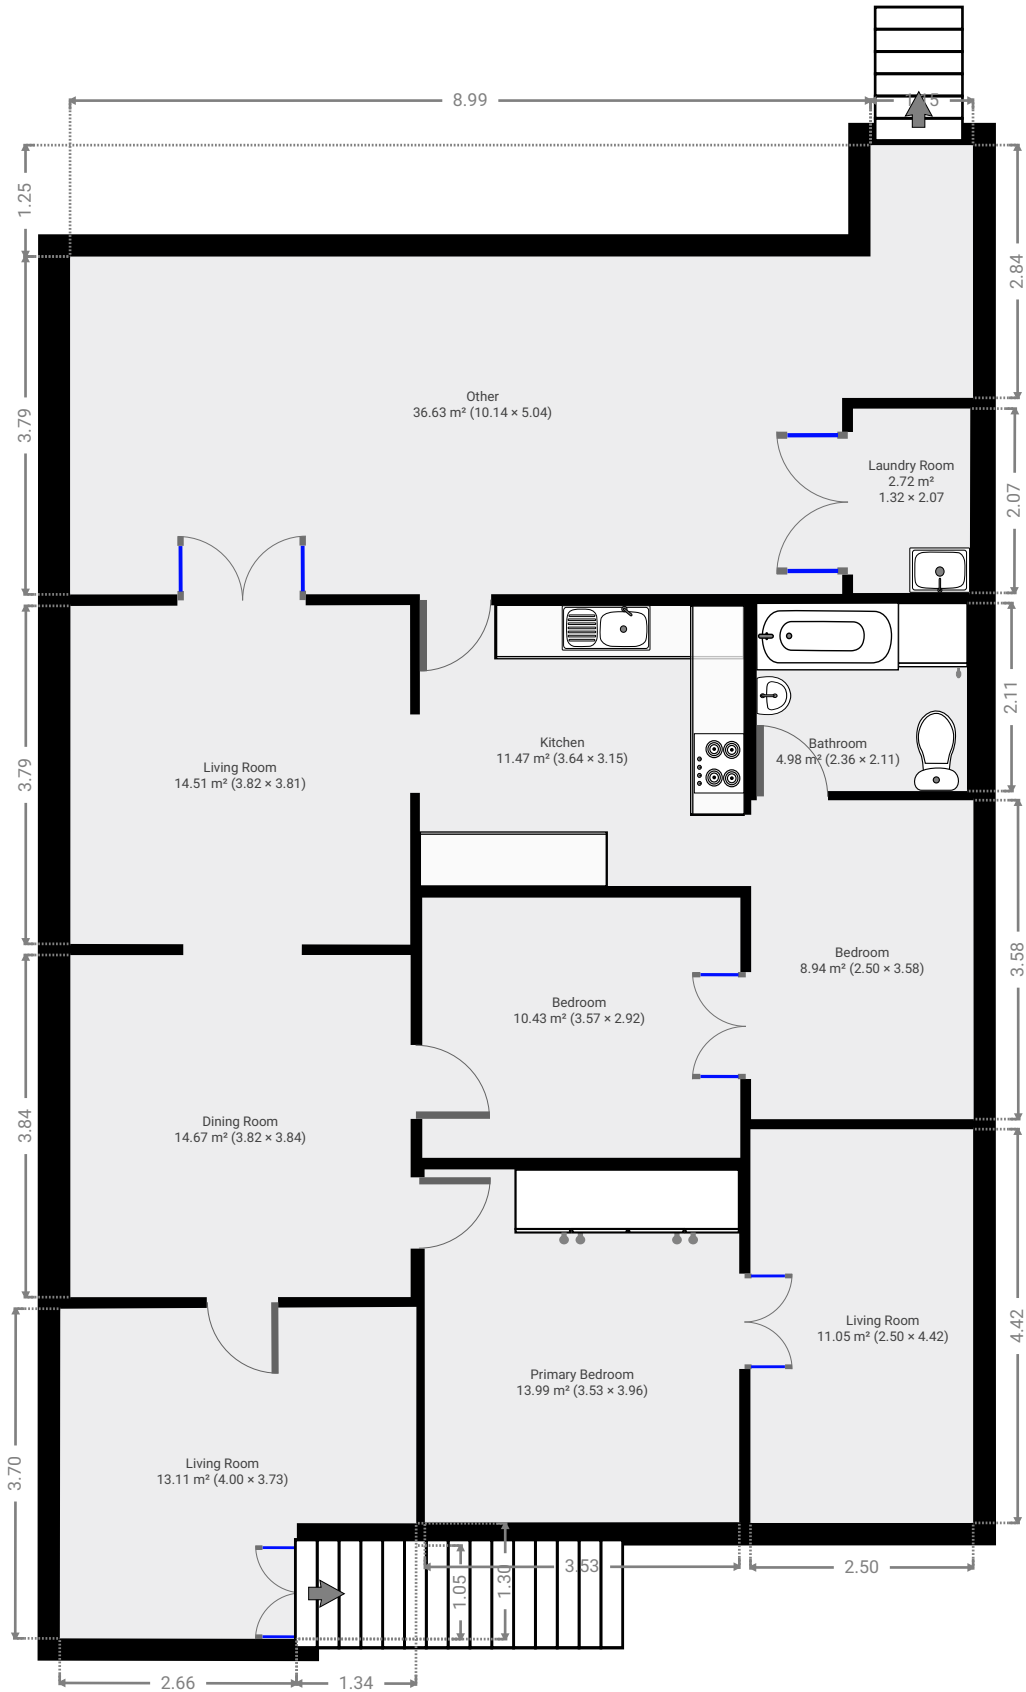 8.99
1.25
2.84
3.79
Other
36.63 m² (10.14 × 5.04)
Laundry Room
2.72 m²
1.32 × 2.07
2.07
2.11
Kitchen
11.47 m² (3.64 × 3.15)
Bathroom
4.98 m² (2.36 × 2.11)
Living Room
14.51 m² (3.82 × 3.81)
3.79
Bedroom
8.94 m² (2.50 × 3.58)
3.58
Bedroom
10.43 m² (3.57 × 2.92)
Dining Room
14.67 m² (3.82 × 3.84)
3.84
Living Room
11.05 m² (2.50 × 4.42)
4.42
Primary Bedroom
13.99 m² (3.53 × 3.96)
Living Room
13.11 m² (4.00 × 3.73)
3.70
3.53
2.50
1.05
1.30
2.66
1.34